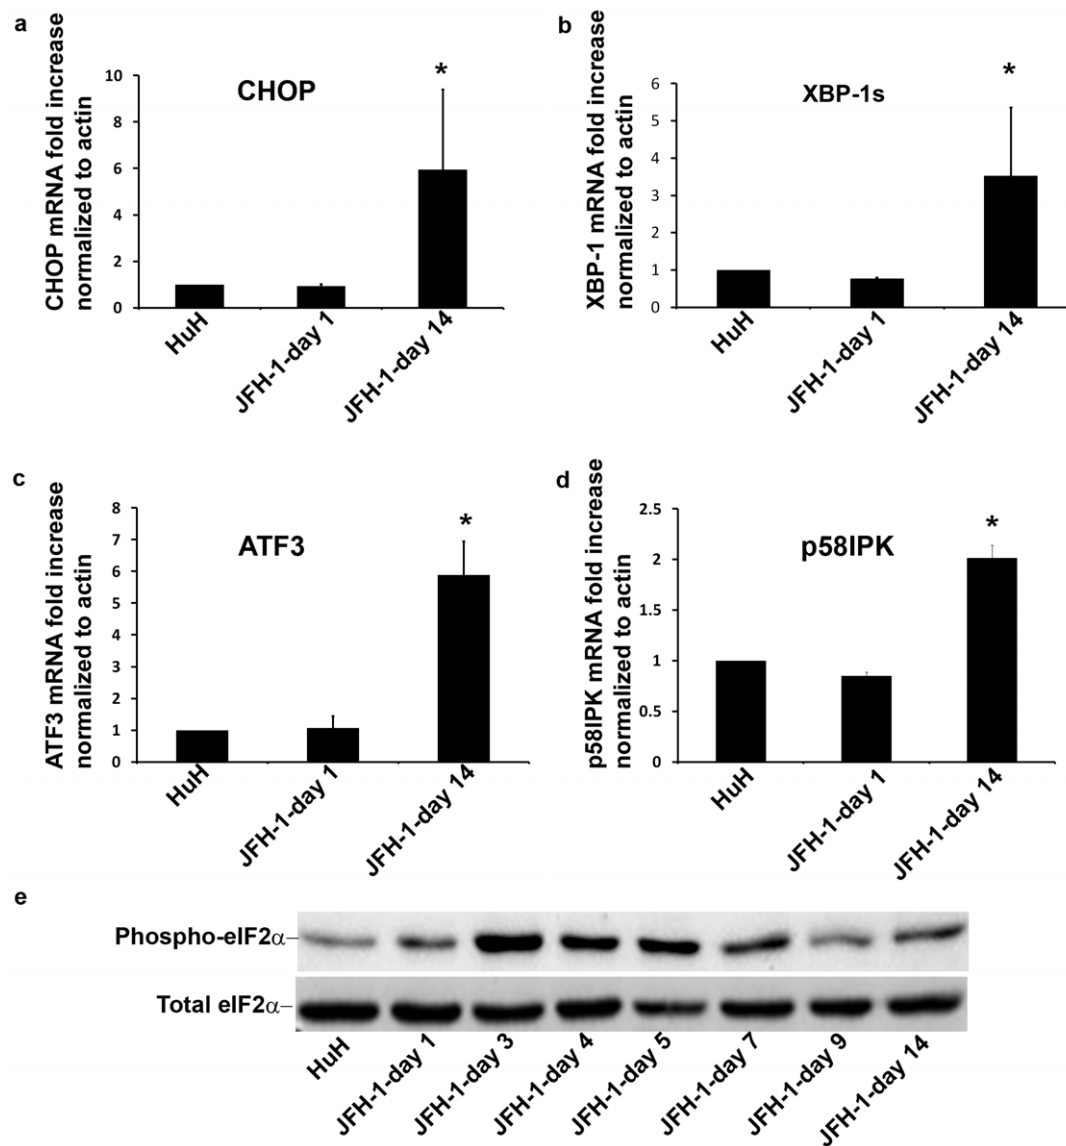 a
CHOP mRNA fold increase
normalized to actin
10
8
6
4
2
0
CHOP
*
HuH
JFH-1-day 1
JFH-1-day 14
b
XBP-1 mRNA fold increase
normalized to actin
6
5
4
3
2
1
0
XBP-1s
*
HuH
JFH-1-day 1
JFH-1-day 14
c
ATF3 mRNA fold increase
normalized to actin
8
7
6
5
4
3
2
1
0
ATF3
*
HuH
JFH-1-day 1
JFH-1-day 14
d
p58IPK mRNA fold increase
normalized to actin
2.5
2
1.5
1
0.5
0
p58IPK
*
HuH
JFH-1-day 1
JFH-1-day 14
e
Phospho-eIF2α–
Total eIF2α–
HuH
JFH-1-day 1
JFH-1-day 3
JFH-1-day 4
JFH-1-day 5
JFH-1-day 7
JFH-1-day 9
JFH-1-day 14